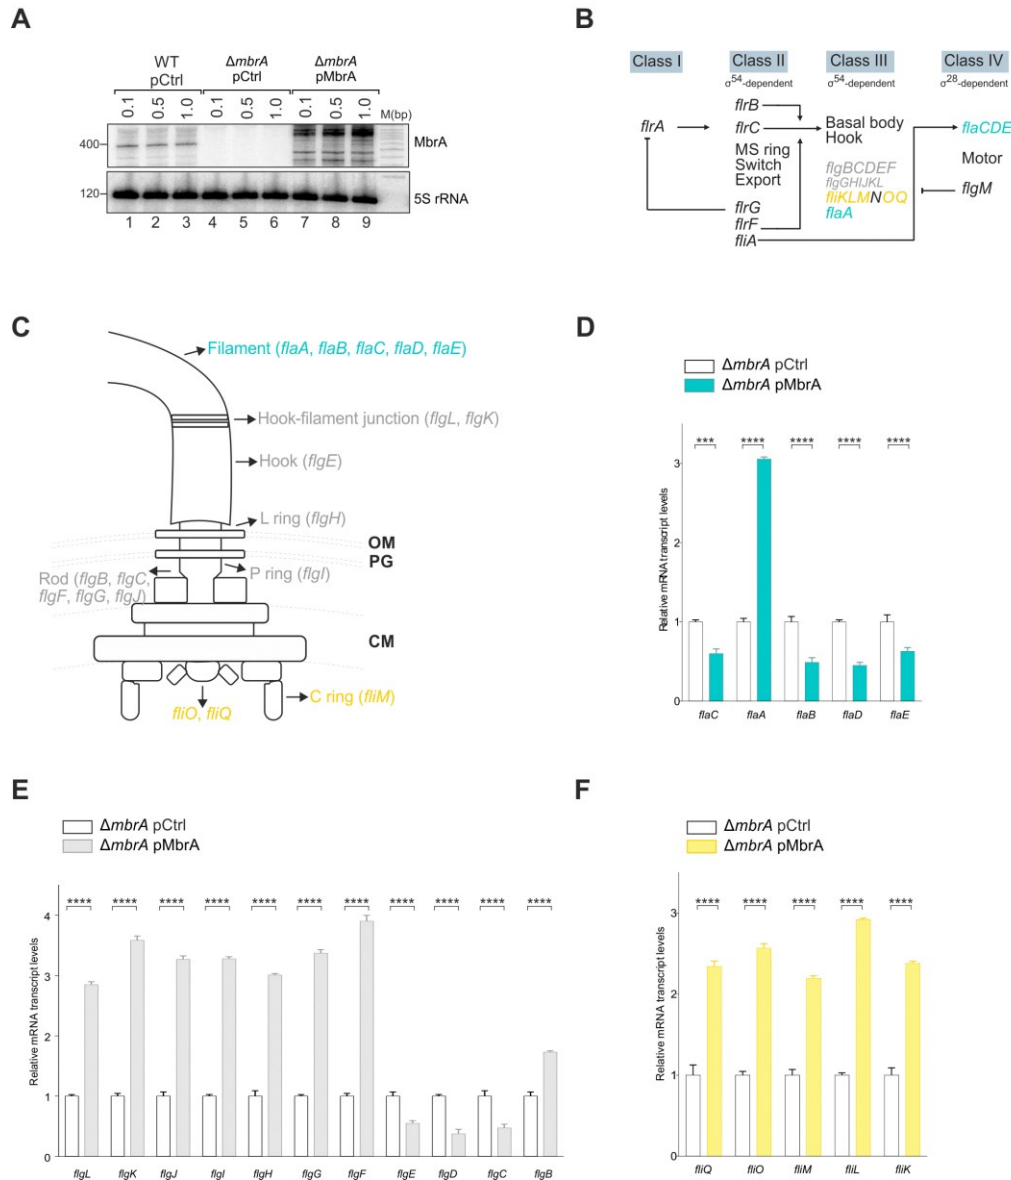 A
WT
pCtrl
ΔmbrA
pCtrl
ΔmbrA
pMbrA
0.1
0.5
1.0
0.1
0.5
1.0
0.1
0.5
1.0
M(bp)
400
MbrA
120
5S rRNA
1 2 3 4 5 6 7 8 9
B
Class I
Class II
Class III
Class IV
σ54-dependent
σ54-dependent
σ28-dependent
flrA
flrB
flrC
MS ring
Switch
Export
flrG
flrF
fliA
Basal body
Hook
flgBCDEF
flgGHIJKL
fliKLMNOQ
flaA
flaCDE
Motor
flgM
C
Filament (flaA, flaB, flaC, flaD, flaE)
Hook-filament junction (flgL, flgK)
Hook (flgE)
L ring (flgH)
OM
PG
P ring (flgI)
Rod (flgB, flgC,
flgF, flgG, flgJ)
CM
C ring (fliM)
fliO, fliQ
D
ΔmbrA pCtrl
ΔmbrA pMbrA
Relative mRNA transcript levels
3
2
1
0
*** **** **** **** ****
flaC flaA flaB flaD flaE
E
ΔmbrA pCtrl
ΔmbrA pMbrA
Relative mRNA transcript levels
4
3
2
1
0
**** **** **** **** **** **** **** **** **** **** ****
flgL flgK flgJ flgI flgH flgG flgF flgE flgD flgC flgB
F
ΔmbrA pCtrl
ΔmbrA pMbrA
Relative mRNA transcript levels
3
2
1
0
**** **** **** **** ****
fliQ fliO fliM fliL fliK